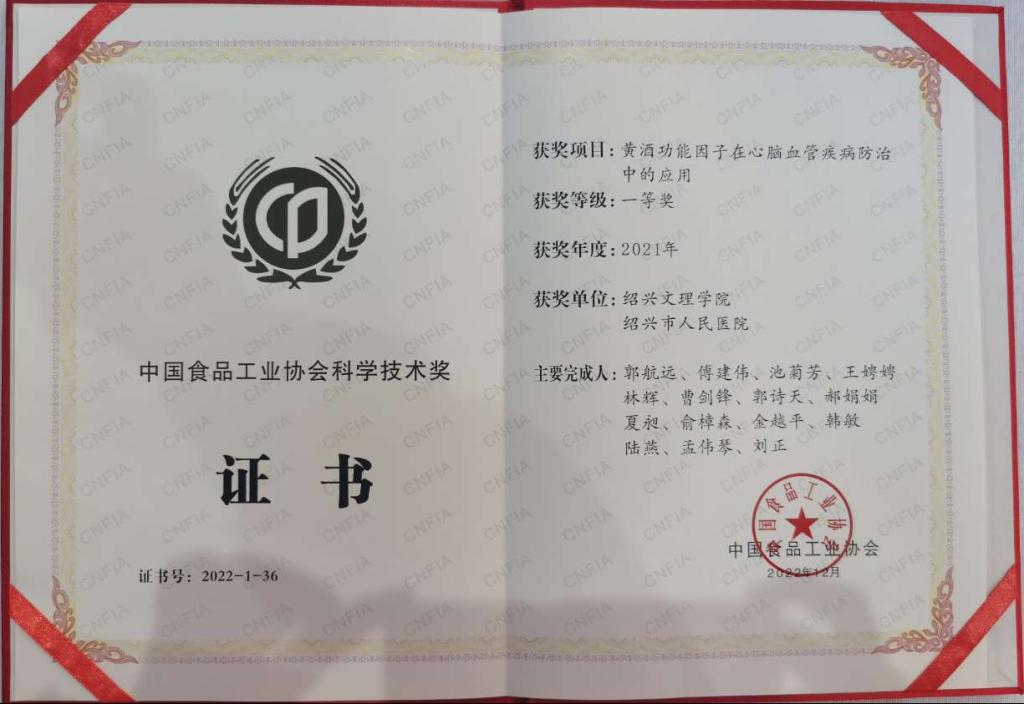 中国食品工业协会科学技术奖
证 书
证书号：2022-1-36
获奖项目：黄酒功能因子在心脑血管疾病防治
中的应用
获奖等级：一等奖
获奖年度：2021年
获奖单位：绍兴文理学院
绍兴市人民医院
主要完成人：郭航远、傅建伟、池菊芳、王娉娉
林辉、曹剑锋、郭诗天、郝娟娟
夏昶、俞樟森、金越平、韩敏
陆燕、孟伟琴、刘正
中国食品工业协会
2022年12月
中国食品工业协会
CNFIA